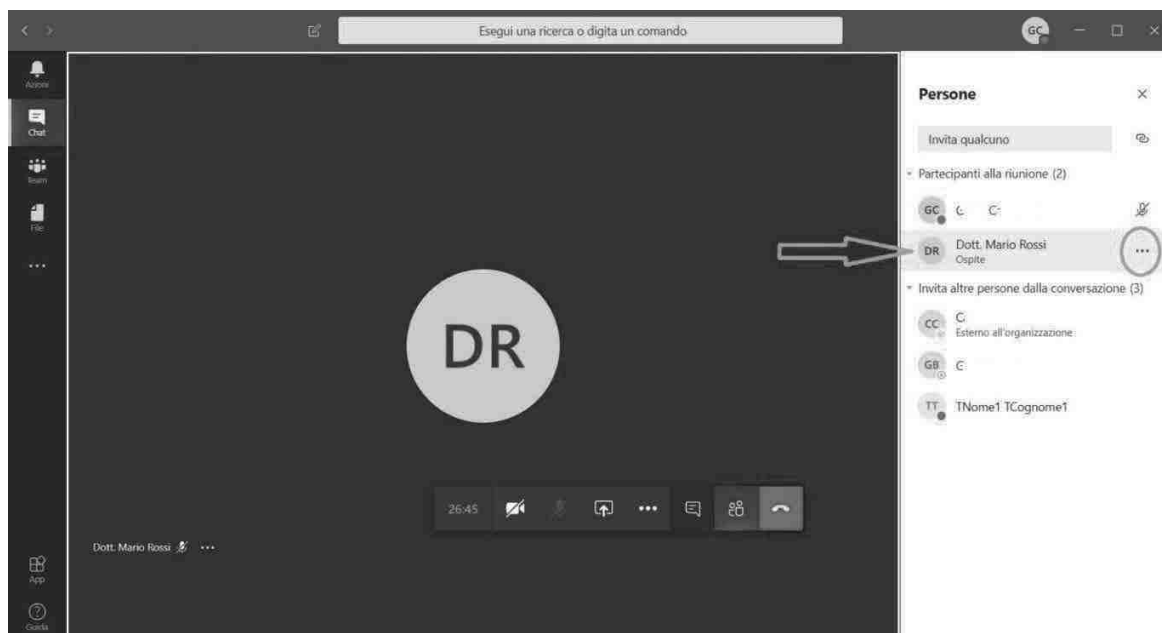 Esegui una ricerca o digita un comando
GC
Azioni
Chat
Team
File
App
Guida
DR
26:45
Dott. Mario Rossi
Persone
Invita qualcuno
Partecipanti alla riunione (2)
GC
DR
Dott. Mario Rossi
Ospite
Invita altre persone dalla conversazione (3)
CC
C
Esterno all'organizzazione
GB
C
TT
TNome1 TCognome1